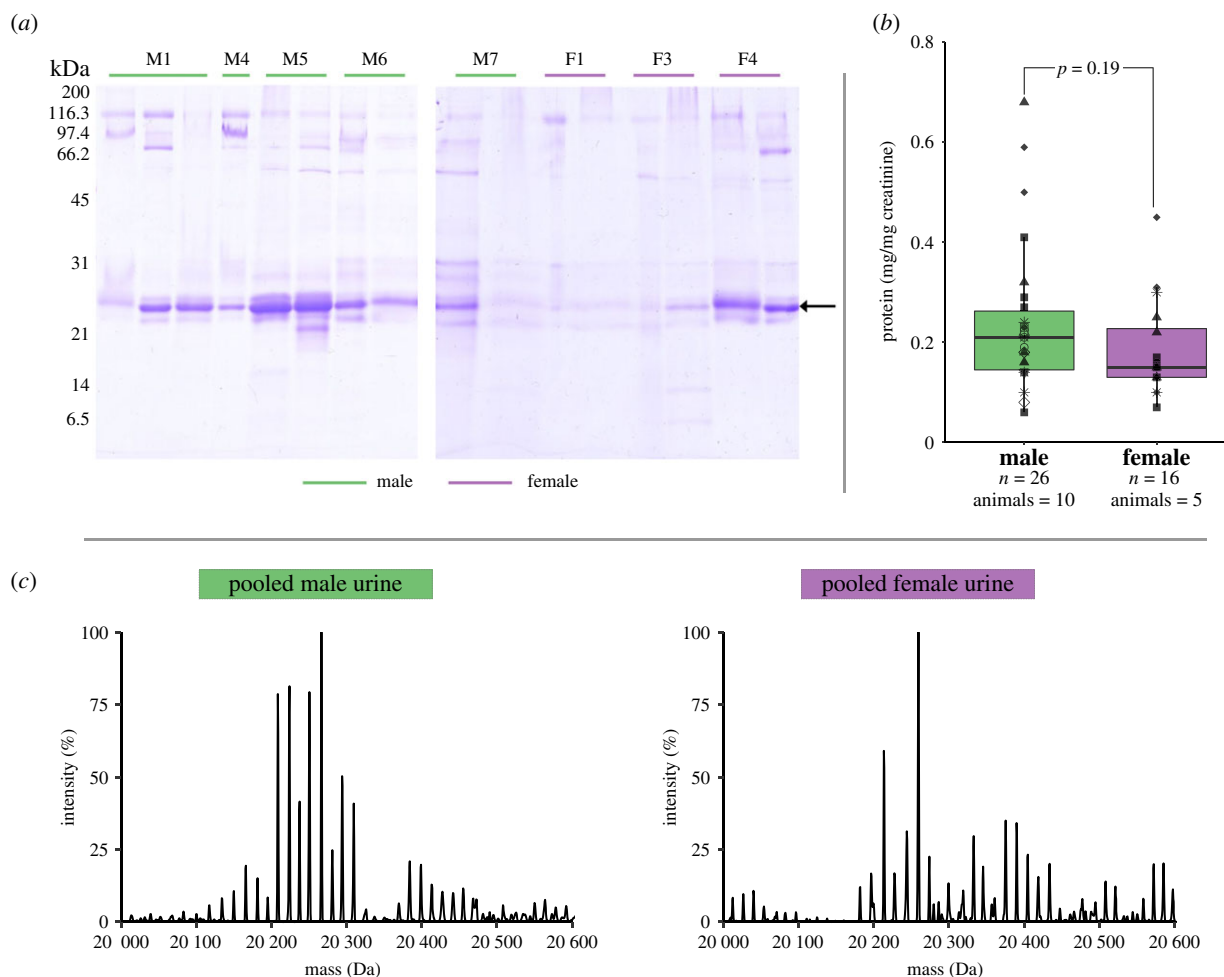 (a)
kDa
M1 M4 M5 M6 M7 F1 F3 F4
200
116.3
97.4
66.2
45
31
21
14
6.5
male female
(b)
protein (mg/mg creatinine)
0.8
0.6
0.4
0.2
0
p = 0.19
male female
n = 26 n = 16
animals = 10 animals = 5
(c)
pooled male urine
intensity (%)
100
75
50
25
0
20 000 20 100 20 200 20 300 20 400 20 500 20 600
mass (Da)
pooled female urine
intensity (%)
100
75
50
25
0
20 000 20 100 20 200 20 300 20 400 20 500 20 600
mass (Da)